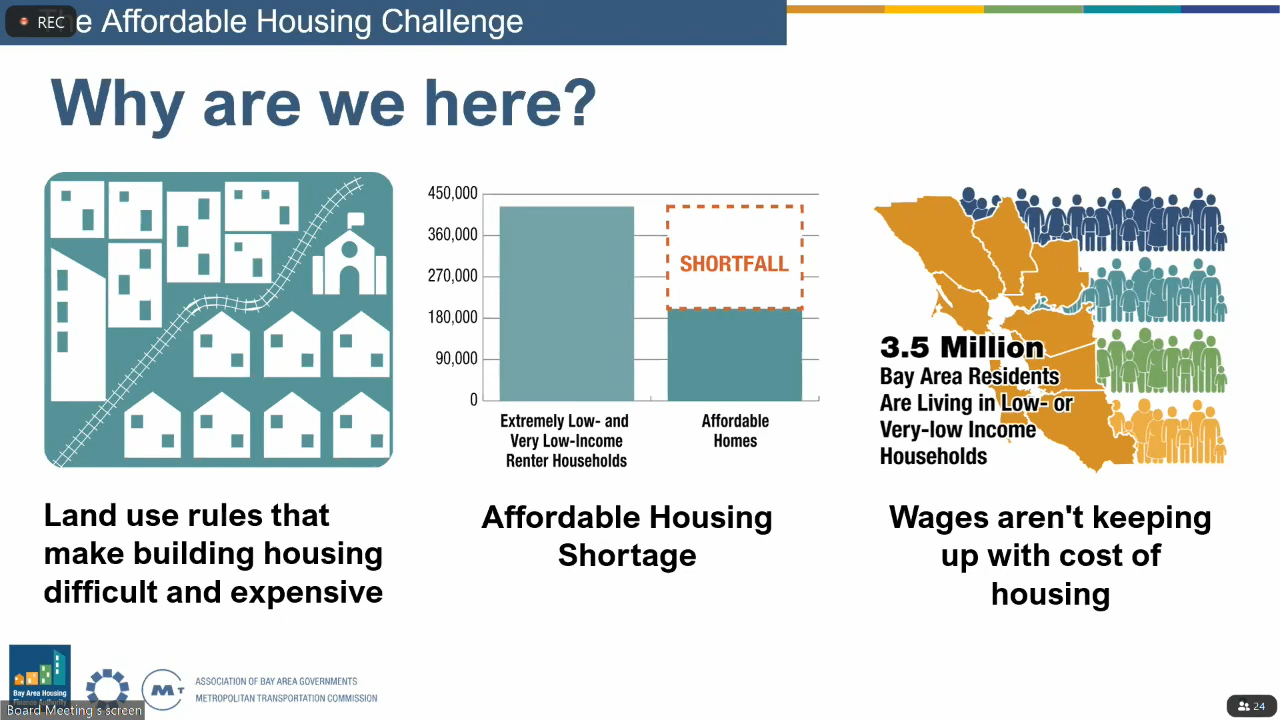 REC
The Affordable Housing Challenge
Why are we here?
450,000
360,000
270,000
180,000
90,000
0
SHORTFALL
Extremely Low- and
Very Low-Income
Renter Households
Affordable
Homes
3.5 Million
Bay Area Residents
Are Living in Low- or
Very-low Income
Households
Land use rules that
make building housing
difficult and expensive
Affordable Housing
Shortage
Wages aren't keeping
up with cost of
housing
Bay Area Housing
Finance Authority
MT
ASSOCIATION OF BAY AREA GOVERNMENTS
METROPOLITAN TRANSPORTATION COMMISSION
Board Meeting's screen
24